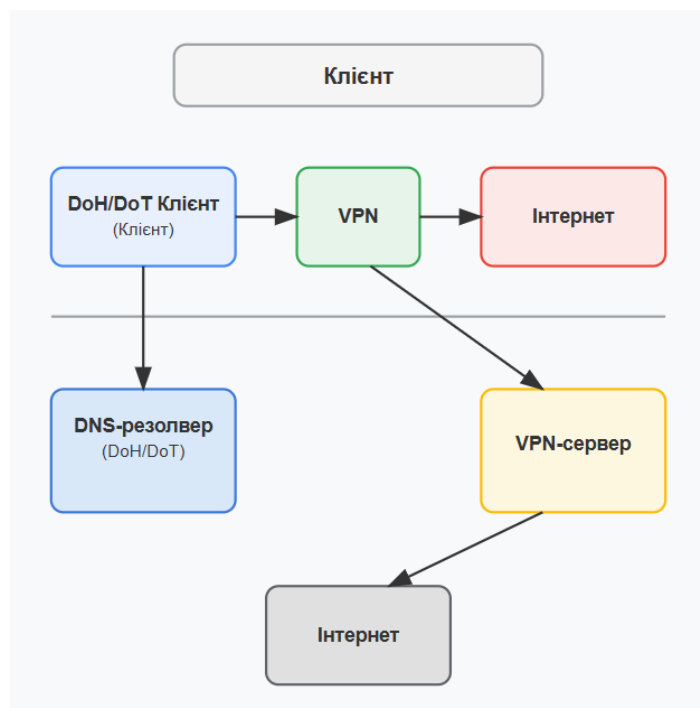 Клієнт
DoH/DoT Клієнт
(Клієнт)
VPN
Інтернет
DNS-резолвер
(DoH/DoT)
VPN-сервер
Інтернет